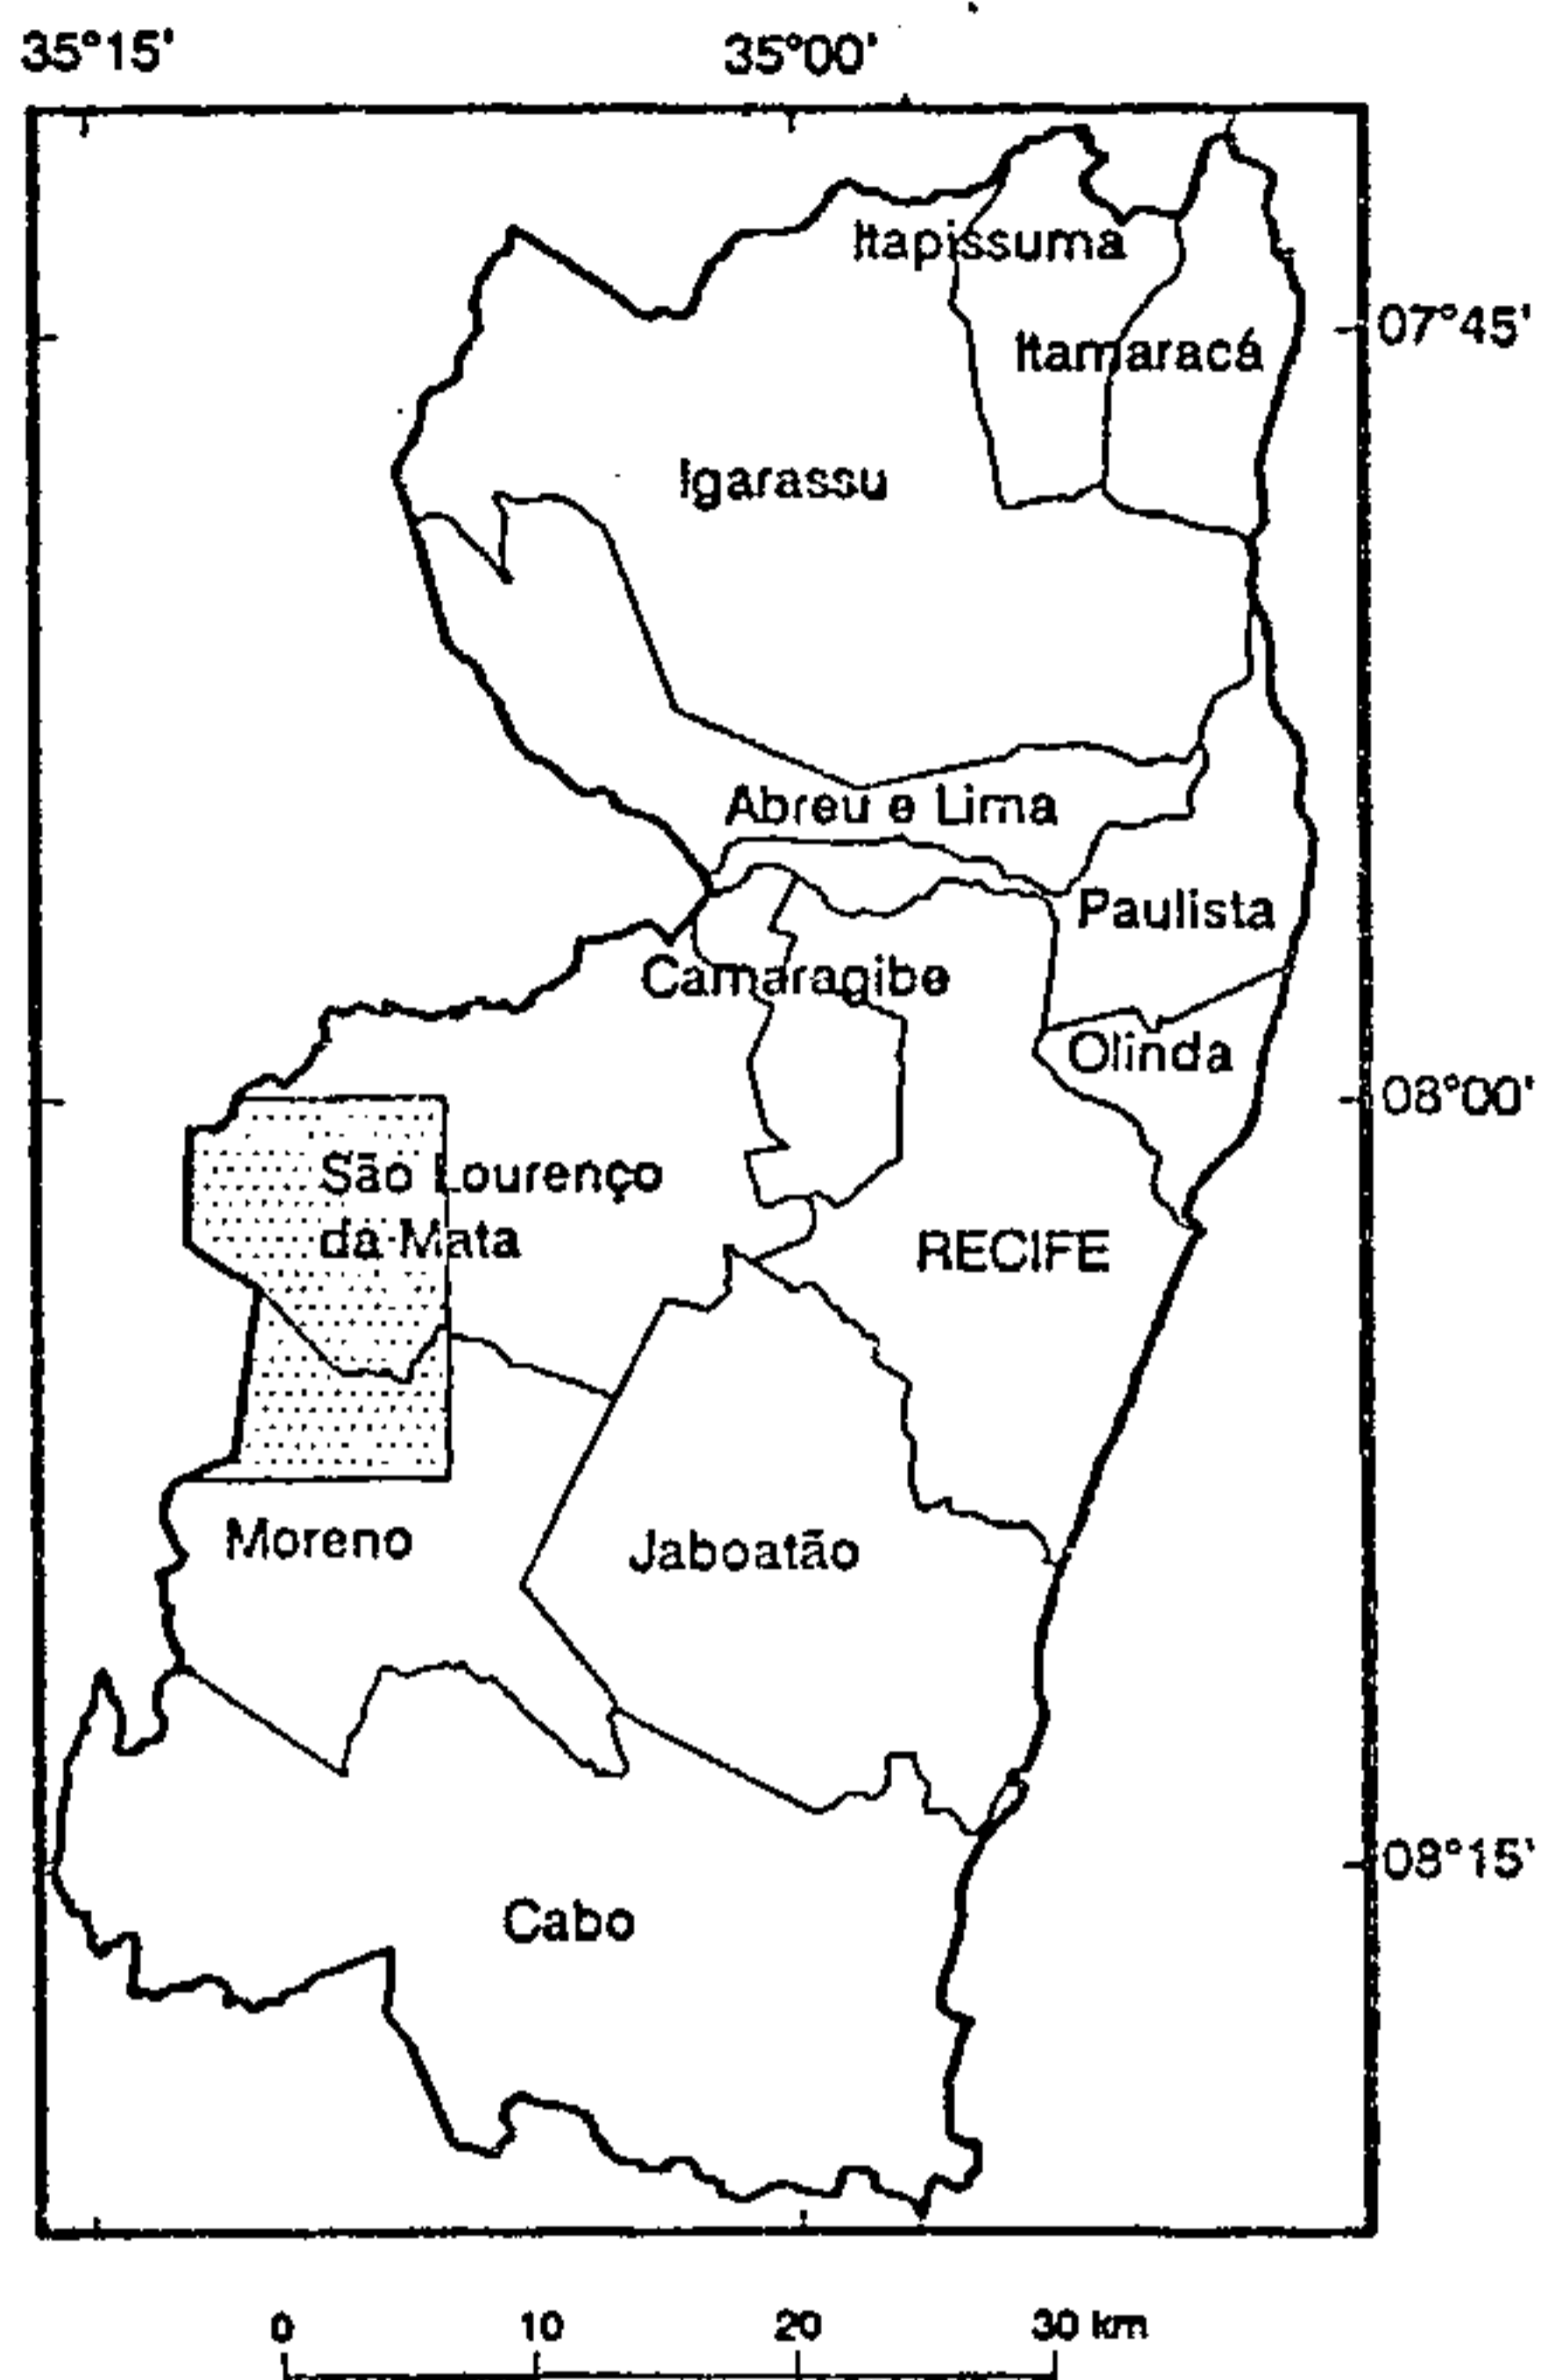 35°15' 35°00'
Itapissuma
07°45'
Itamaracá
Igarassu
Abreu e Lima
Paulista
Camaragibe
Olinda
08°00'
São Lourenço
da Mata
RECIFE
Moreno
Jaboatão
08°15'
Cabo
0 10 20 30 km